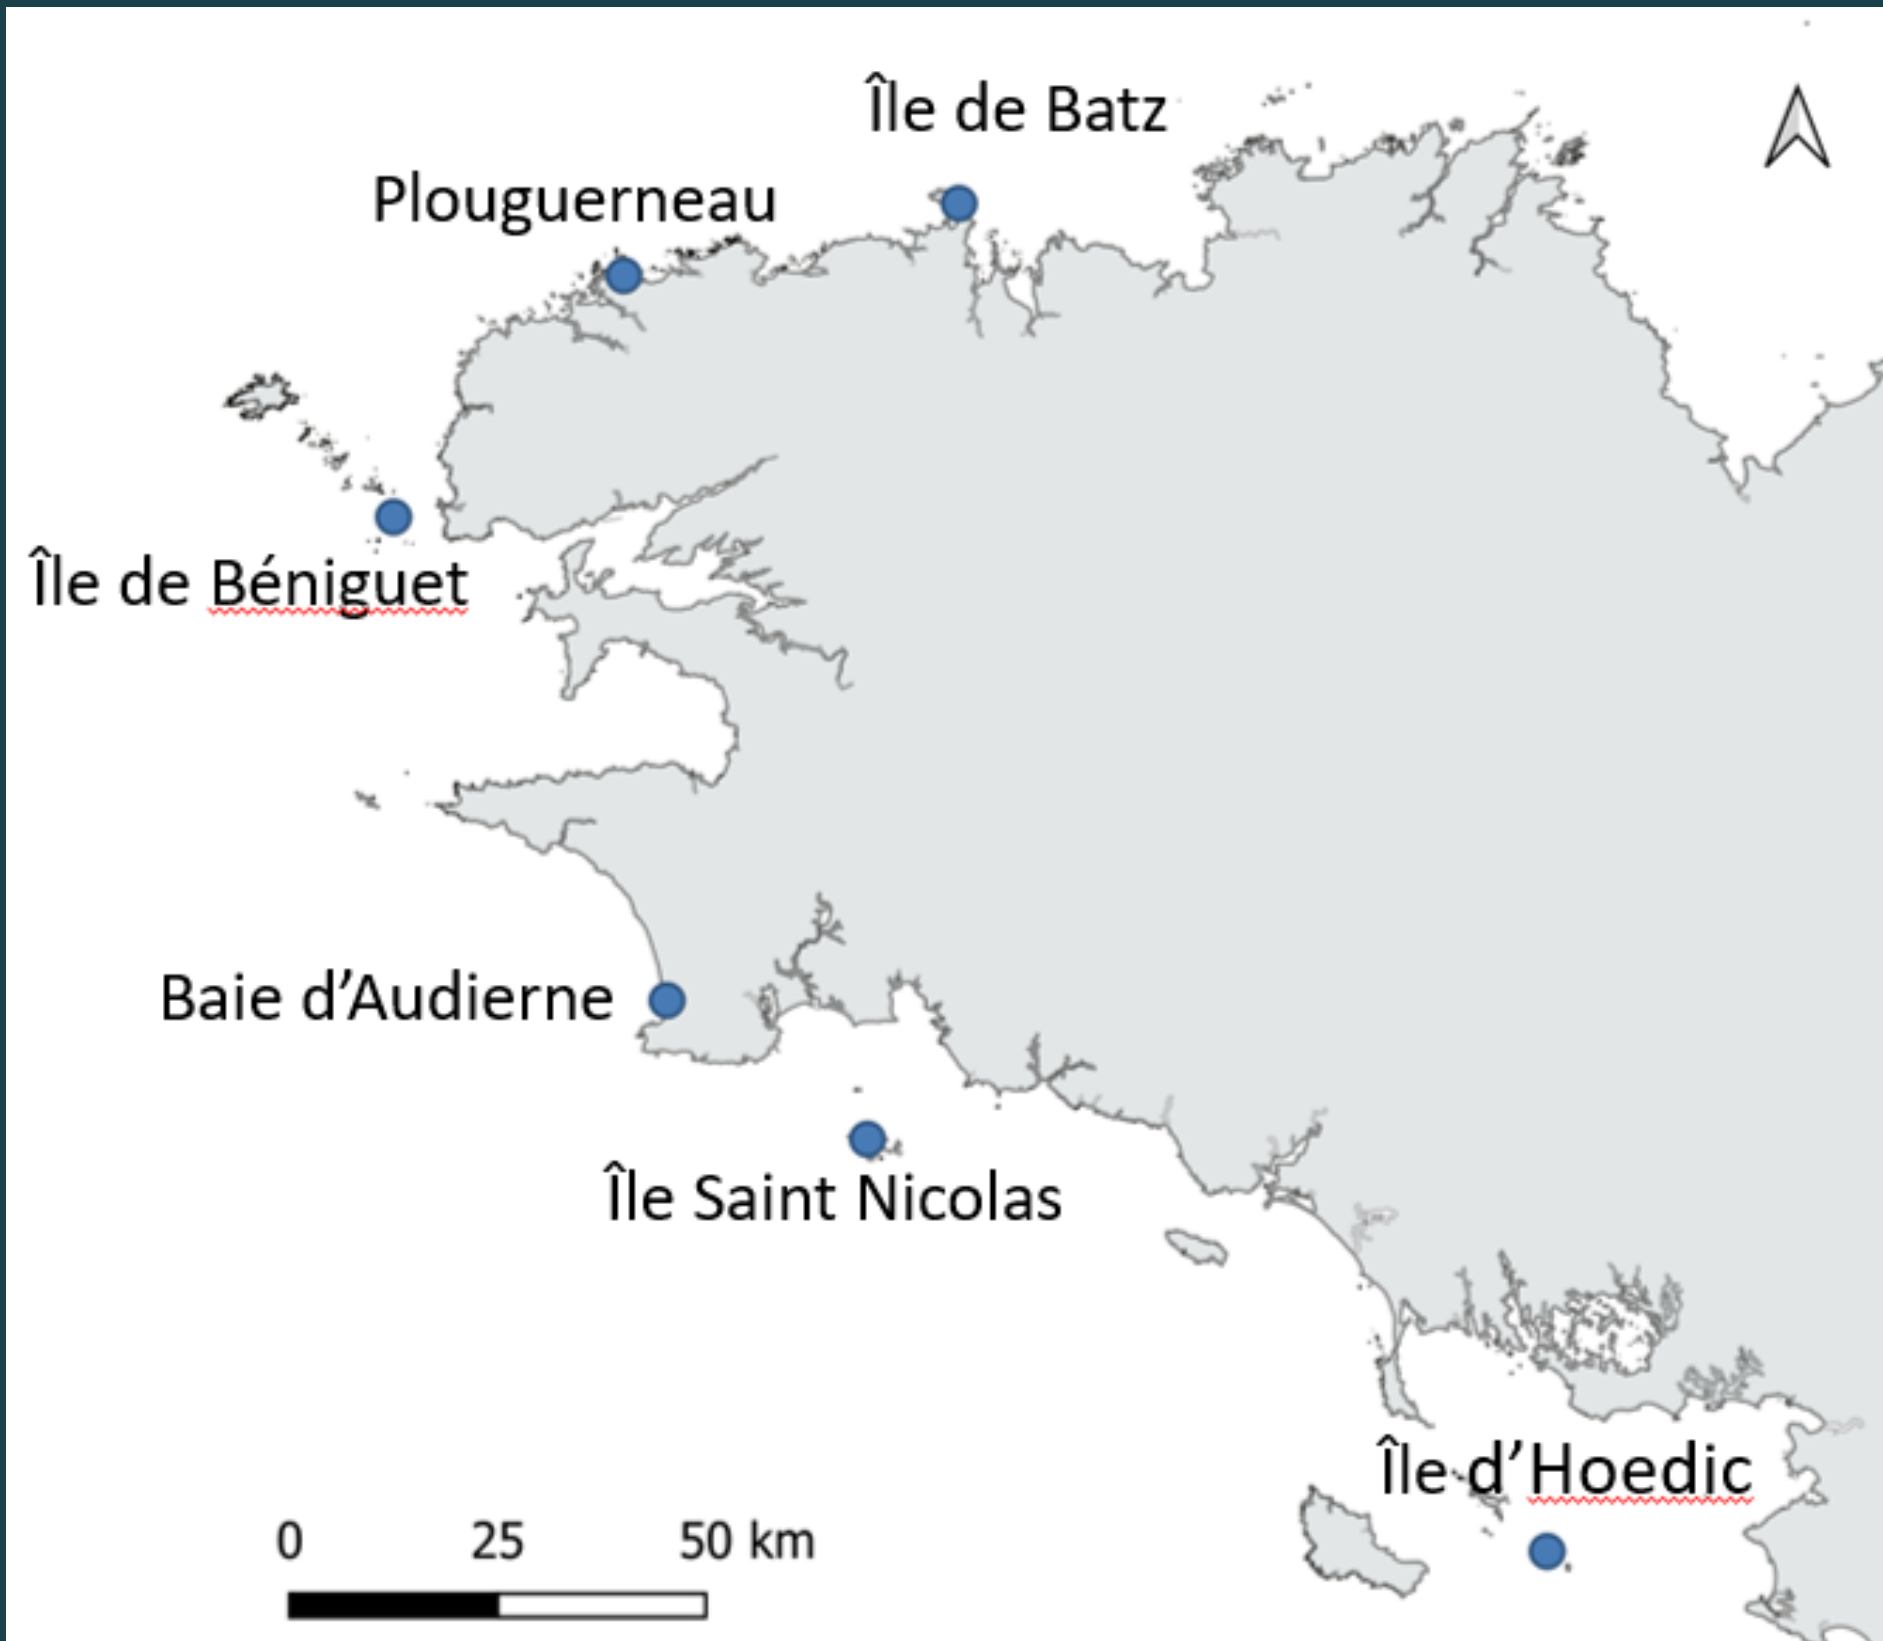 Île de Batz
Plouguerneau
Île de Béniguet
Baie d’Audierne
Île Saint Nicolas
Île d’Hoedic
0 25 50 km